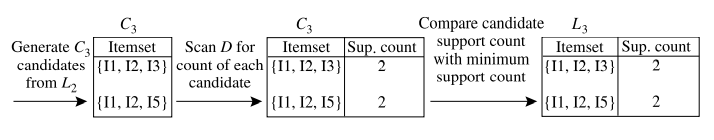 Generate C3
candidates
from L2
C3
Itemset
{I1, I2, I3}
{I1, I2, I5}
Scan D for
count of each
candidate
C3
Itemset Sup. count
{I1, I2, I3} 2
{I1, I2, I5} 2
Compare candidate
support count
with minimum
support count
L3
Itemset Sup. count
{I1, I2, I3} 2
{I1, I2, I5} 2